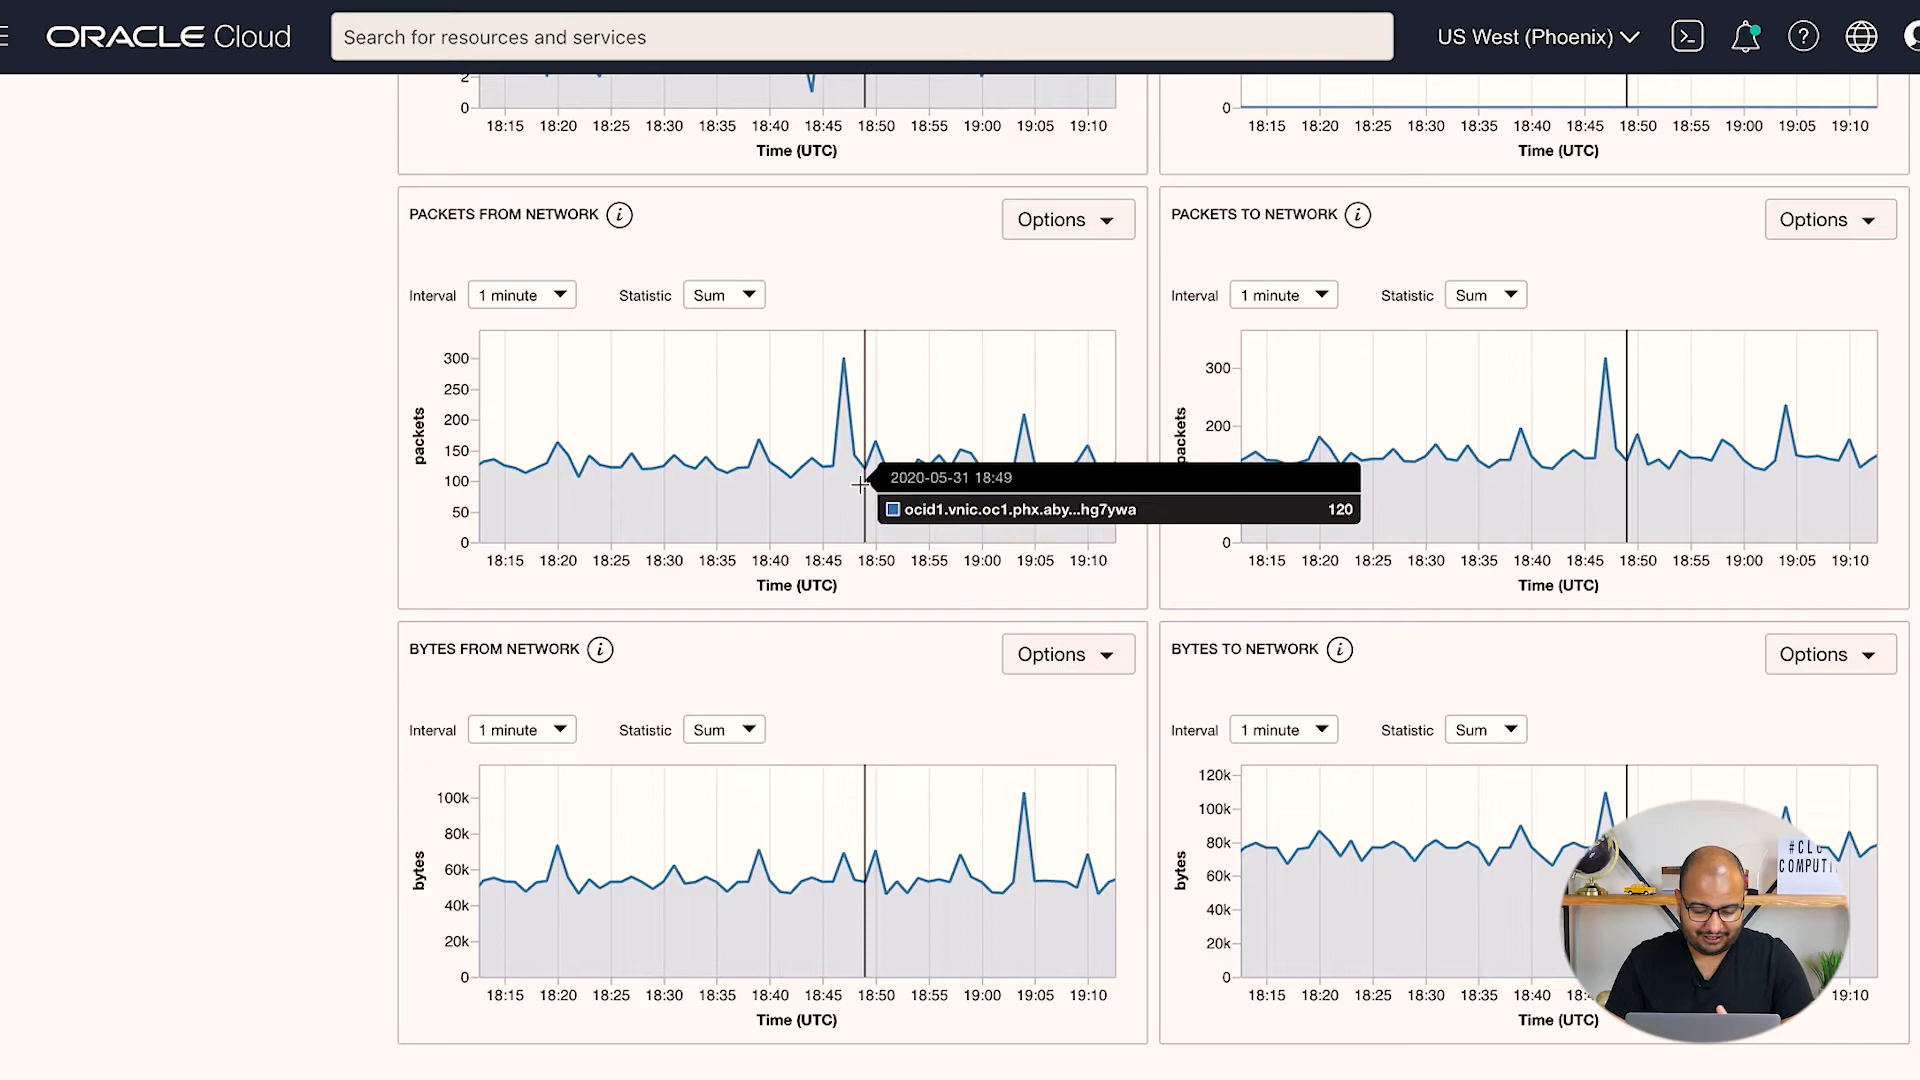 ORACLE Cloud
Search for resources and services
US West (Phoenix)
2
0
18:15 18:20 18:25 18:30 18:35 18:40 18:45 18:50 18:55 19:00 19:05 19:10
Time (UTC)
0
18:15 18:20 18:25 18:30 18:35 18:40 18:45 18:50 18:55 19:00 19:05 19:10
Time (UTC)
PACKETS FROM NETWORK i
Options
Interval 1 minute Statistic Sum
packets
300
250
200
150
100
50
0
18:15 18:20 18:25 18:30 18:35 18:40 18:45 18:50 18:55 19:00 19:05 19:10
Time (UTC)
2020-05-31 18:49
ocid1.vnic.oc1.phx.aby...hg7ywa 120
PACKETS TO NETWORK i
Options
Interval 1 minute Statistic Sum
packets
300
200
0
18:15 18:20 18:25 18:30 18:35 18:40 18:45 18:50 18:55 19:00 19:05 19:10
Time (UTC)
BYTES FROM NETWORK i
Options
Interval 1 minute Statistic Sum
bytes
100k
80k
60k
40k
20k
0
18:15 18:20 18:25 18:30 18:35 18:40 18:45 18:50 18:55 19:00 19:05 19:10
Time (UTC)
BYTES TO NETWORK i
Options
Interval 1 minute Statistic Sum
bytes
120k
100k
80k
60k
40k
20k
0
18:15 18:20 18:25 18:30 18:35 18:40 19:10
Time (UTC)
#CLO
COMPUTI